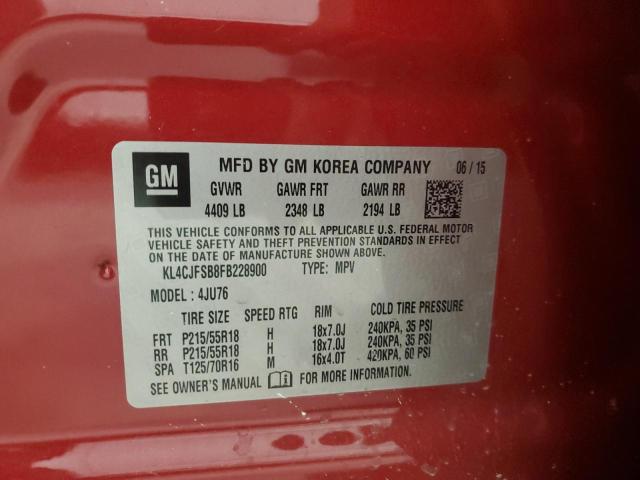 GM MFD BY GM KOREA COMPANY 06 / 15
GVWR GAWR FRT GAWR RR
4409 LB 2348 LB 2194 LB
THIS VEHICLE CONFORMS TO ALL APPLICABLE U.S. FEDERAL MOTOR
VEHICLE SAFETY AND THEFT PREVENTION STANDARDS IN EFFECT ON
THE DATE OF MANUFACTURE SHOWN ABOVE.
KL4CJFSB8FB228900 TYPE: MPV
MODEL : 4JU76
TIRE SIZE SPEED RTG RIM COLD TIRE PRESSURE
FRT P215/55R18 H 18x7.0J 240KPA, 35 PSI
RR P215/55R18 H 18x7.0J 240KPA, 35 PSI
SPA T125/70R16 M 16x4.0T 420KPA, 60 PSI
SEE OWNER'S MANUAL FOR MORE INFORMATION.